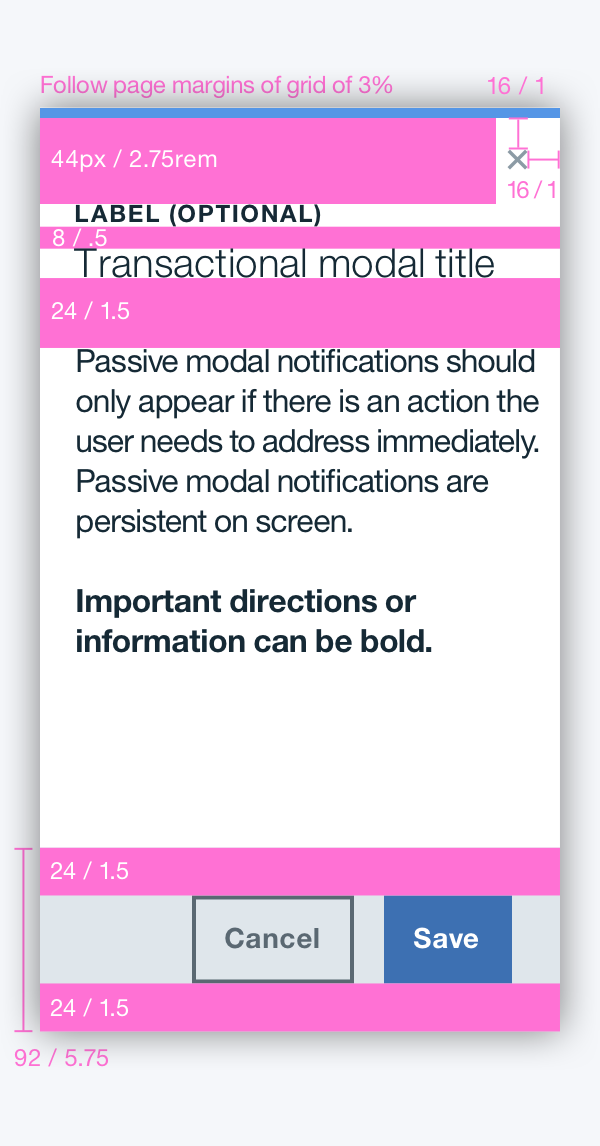 Follow page margins of grid of 3%
16 / 1
44px / 2.75rem
16 / 1
LABEL (OPTIONAL)
8 / .5
Transactional modal title
24 / 1.5
Passive modal notifications should
only appear if there is an action the
user needs to address immediately.
Passive modal notifications are
persistent on screen.
Important directions or
information can be bold.
24 / 1.5
Cancel
Save
24 / 1.5
92 / 5.75